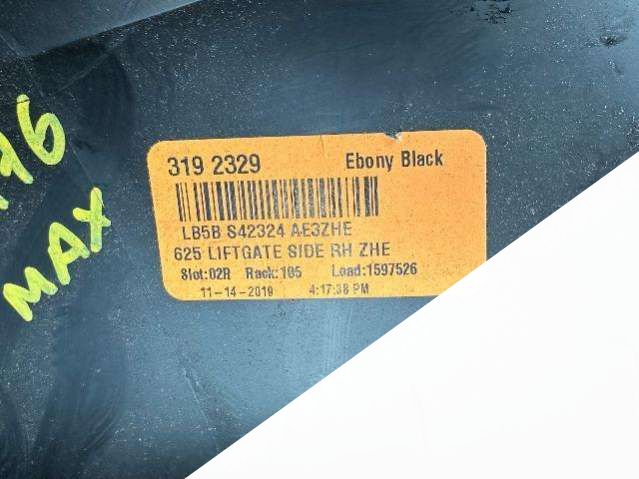 319 2329 Ebony Black
LB5B S42324 AE3ZHE
625 LIFTGATE SIDE RH ZHE
Slot:02R Rack:105 Load:1597526
11-14-2019 4:17:38 PM
MAX